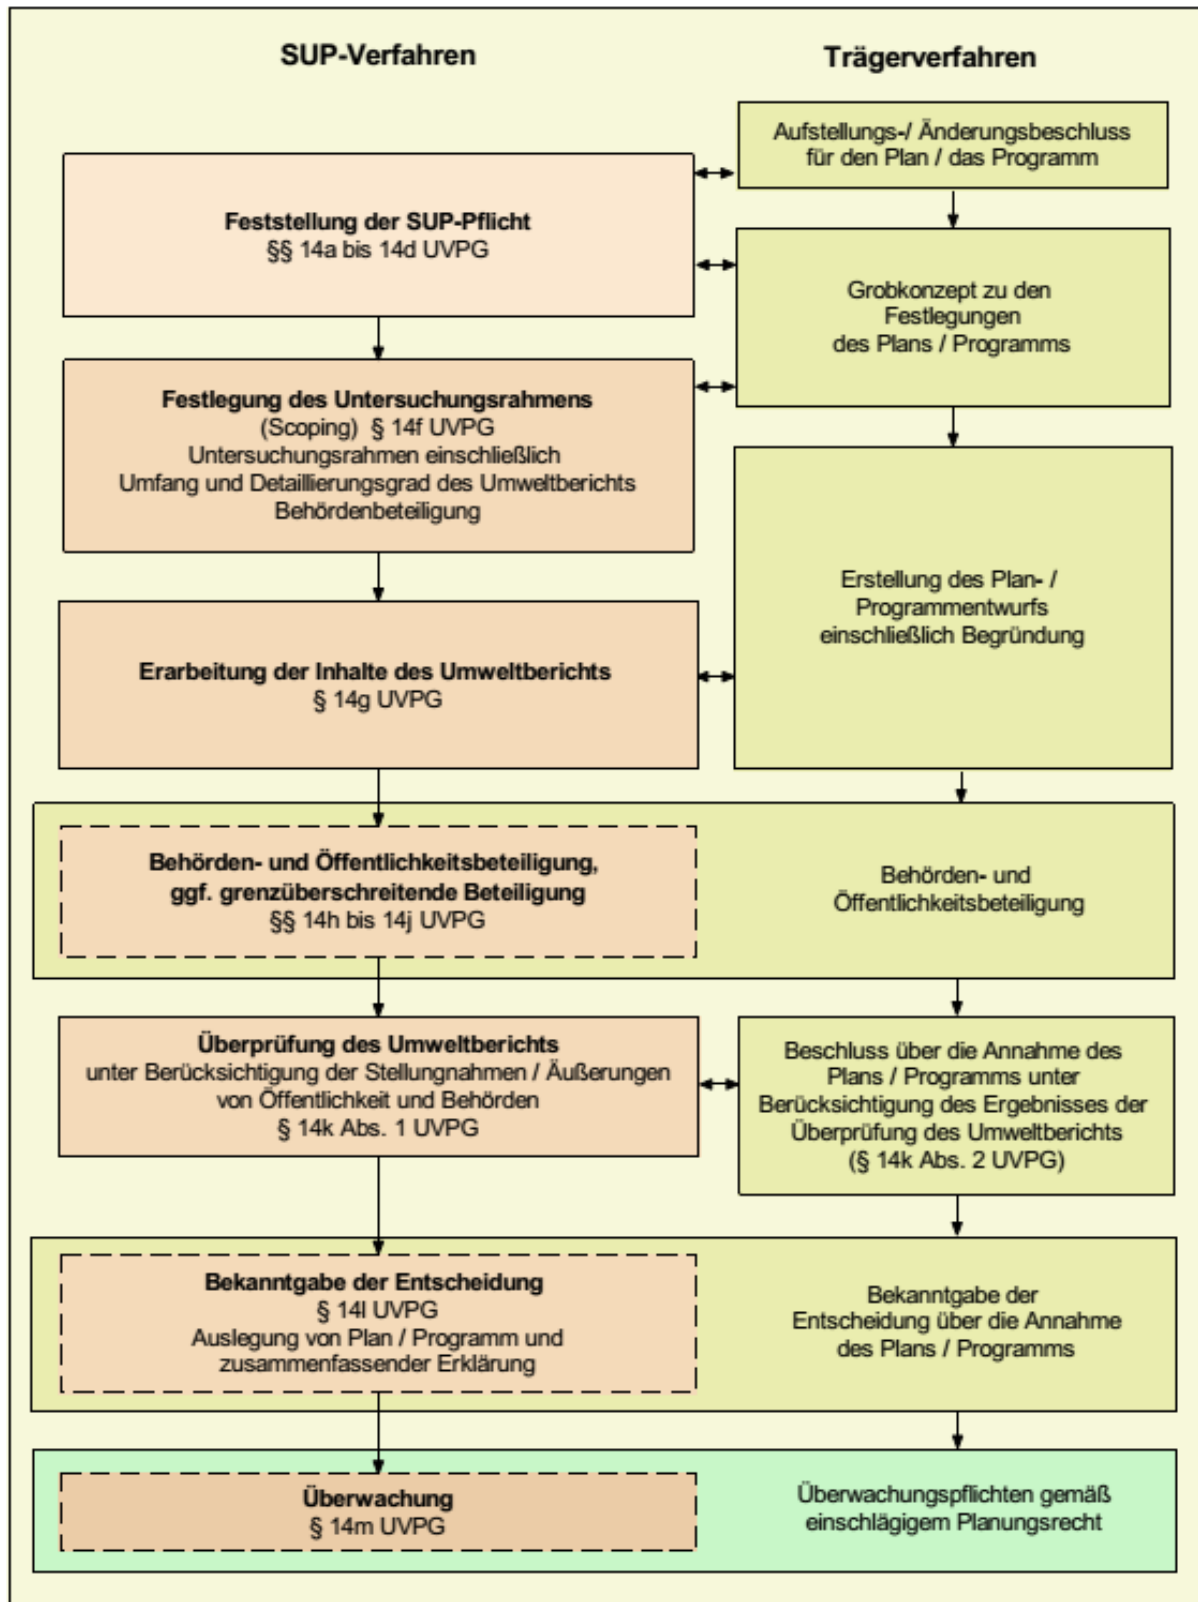 SUP-Verfahren
Trägerverfahren
Aufstellungs-/ Änderungsbeschluss
für den Plan / das Programm
Feststellung der SUP-Pflicht
§§ 14a bis 14d UVPG
Grobkonzept zu den
Festlegungen
des Plans / Programms
Festlegung des Untersuchungsrahmens
(Scoping) § 14f UVPG
Untersuchungsrahmen einschließlich
Umfang und Detaillierungsgrad des Umweltberichts
Behördenbeteiligung
Erstellung des Plan- /
Programmentwurfs
einschließlich Begründung
Erarbeitung der Inhalte des Umweltberichts
§ 14g UVPG
Behörden- und Öffentlichkeitsbeteiligung,
ggf. grenzüberschreitende Beteiligung
§§ 14h bis 14j UVPG
Behörden- und
Öffentlichkeitsbeteiligung
Überprüfung des Umweltberichts
unter Berücksichtigung der Stellungnahmen / Äußerungen
von Öffentlichkeit und Behörden
§ 14k Abs. 1 UVPG
Beschluss über die Annahme des
Plans / Programms unter
Berücksichtigung des Ergebnisses der
Überprüfung des Umweltberichts
(§ 14k Abs. 2 UVPG)
Bekanntgabe der Entscheidung
§ 14l UVPG
Auslegung von Plan / Programm und
zusammenfassender Erklärung
Bekanntgabe der
Entscheidung über die Annahme
des Plans / Programms
Überwachung
§ 14m UVPG
Überwachungspflichten gemäß
einschlägigem Planungsrecht